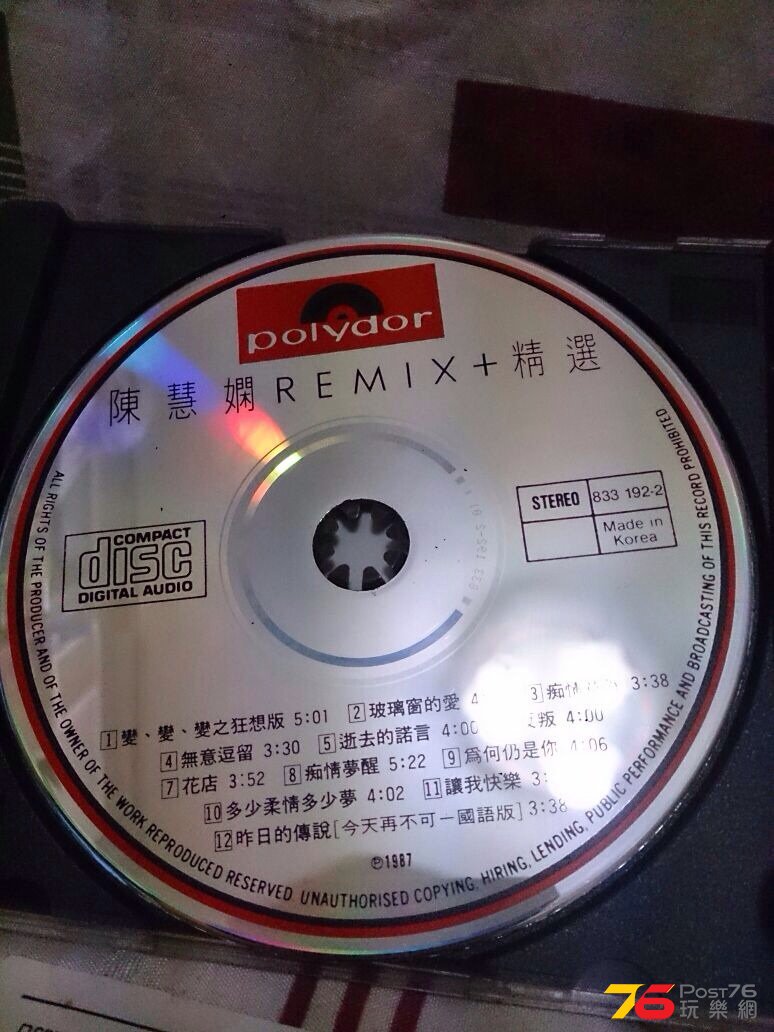 polydor
陳慧嫻REMIX+精選
STEREO 833 192-2
Made in
Korea
COMPACT
disc
DIGITAL AUDIO
1 變、變、變之狂想版 5:01 2 玻璃窗的愛 3 痴情 3:38
4 無意逗留 3:30 5 逝去的諾言 4:00 叛 4:00
7 花店 3:52 8 痴情夢醒 5:22 9 爲何仍是你 4:06
10 多少柔情多少夢 4:02 11 讓我快樂 3:
12 昨日的傳說[今天再不可—國語版] 3:38
℗1987
ALL RIGHTS OF THE PRODUCER AND OF THE OWNER OF THE WORK REPRODUCED RESERVED UNAUTHORISED COPYING, HIRING, LENDING, PUBLIC PERFORMANCE AND BROADCASTING OF THIS RECORD PROHIBITED
76 POST76
玩樂網